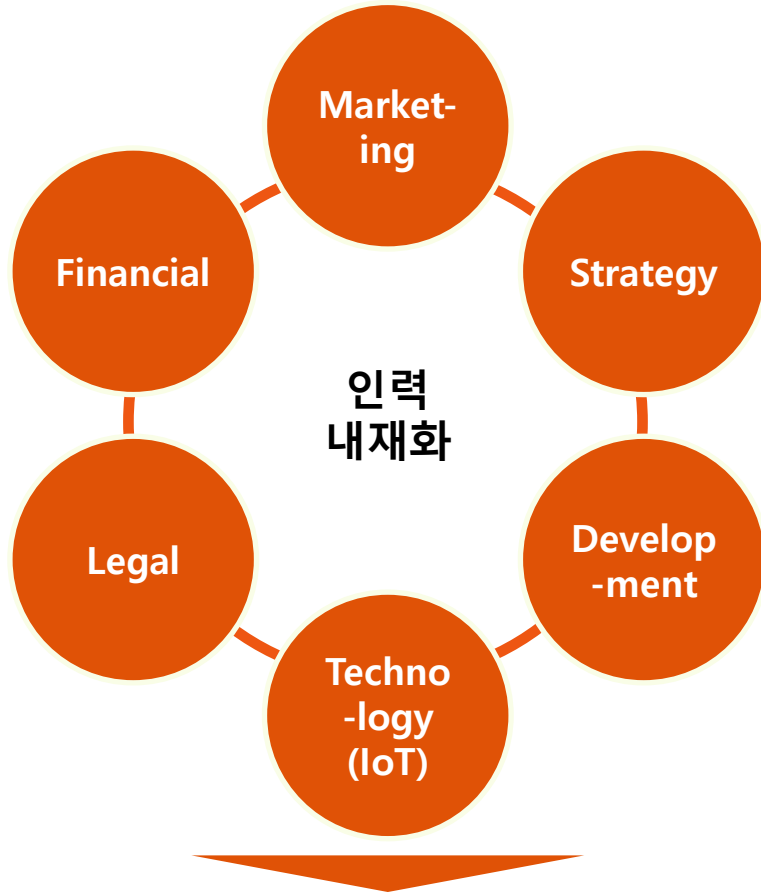 Market-
ing
Financial
Strategy
인력
내재화
Legal
Develop
-ment
Techno
-logy
(IoT)